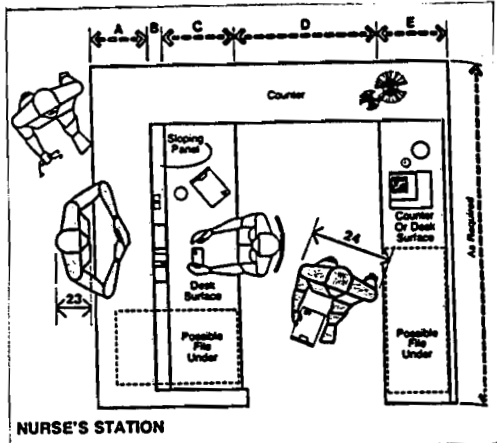 A B C D E
Counter
Sloping
Panel
Counter
Or Desk
Surface
As Required
24
23
Desk
Surface
Possible
File
Under
Possible
File
Under
NURSE'S STATION